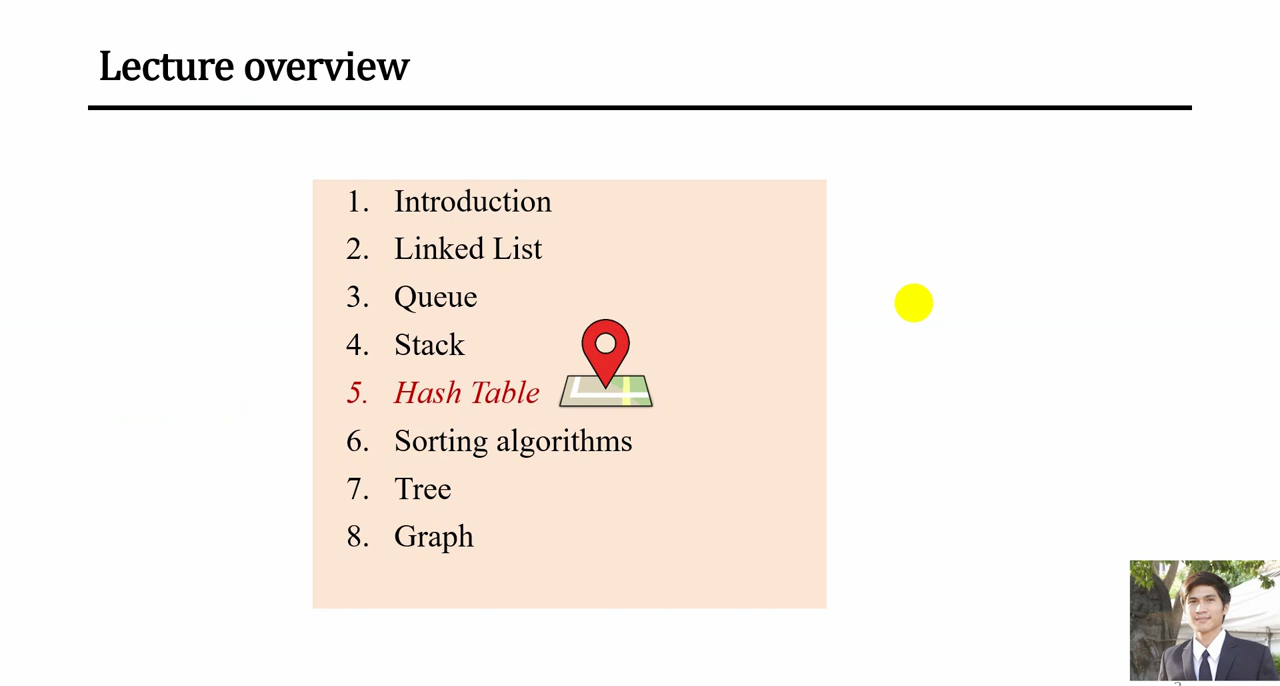 Lecture overview
1. Introduction
2. Linked List
3. Queue
4. Stack
5. Hash Table
6. Sorting algorithms
7. Tree
8. Graph